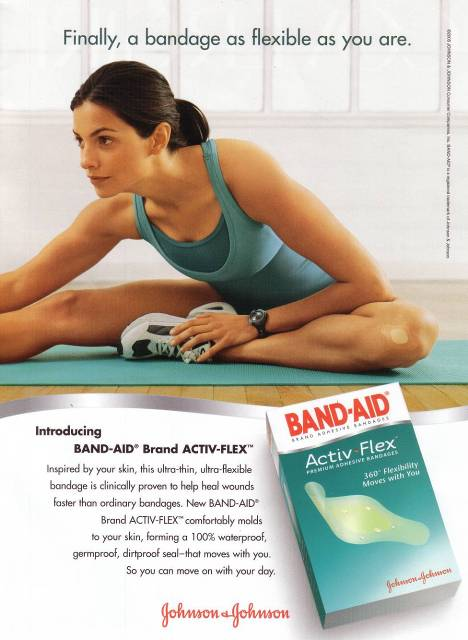 Finally, a bandage as flexible as you are.
©2005 JOHNSON & JOHNSON Consumer Companies, Inc. BAND-AID® is a registered trademark of Johnson & Johnson.
Introducing
BAND-AID® Brand ACTIV-FLEX™
Inspired by your skin, this ultra-thin, ultra-flexible
bandage is clinically proven to help heal wounds
faster than ordinary bandages. New BAND-AID®
Brand ACTIV-FLEX™ comfortably molds
to your skin, forming a 100% waterproof,
germproof, dirtproof seal–that moves with you.
So you can move on with your day.
Johnson & Johnson
BAND-AID®
BRAND ADHESIVE BANDAGES
Activ-Flex™
PREMIUM ADHESIVE BANDAGES
360° Flexibility
Moves with You
Johnson & Johnson